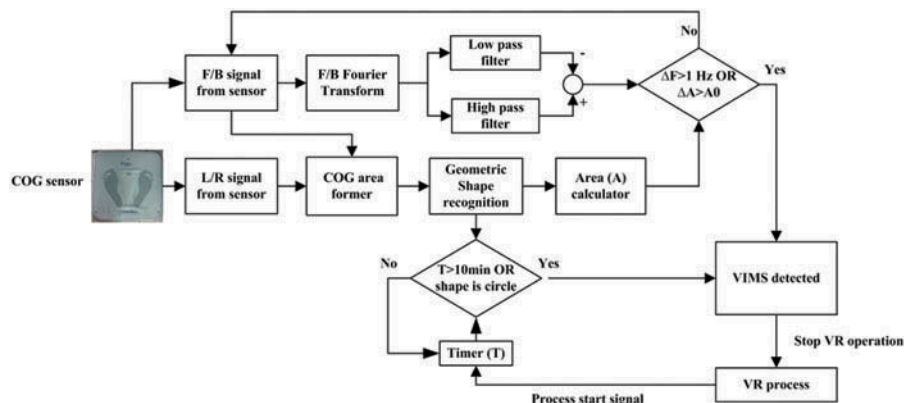 No
F/B signal
from sensor
F/B Fourier
Transform
Low pass
filter
-
High pass
filter
+
ΔF>1 Hz OR
ΔA>A0
Yes
COG sensor
L/R signal
from sensor
COG area
former
Geometric
Shape
recognition
Area (A)
calculator
No
T>10min OR
shape is circle
Yes
VIMS detected
Timer (T)
Stop VR operation
VR process
Process start signal